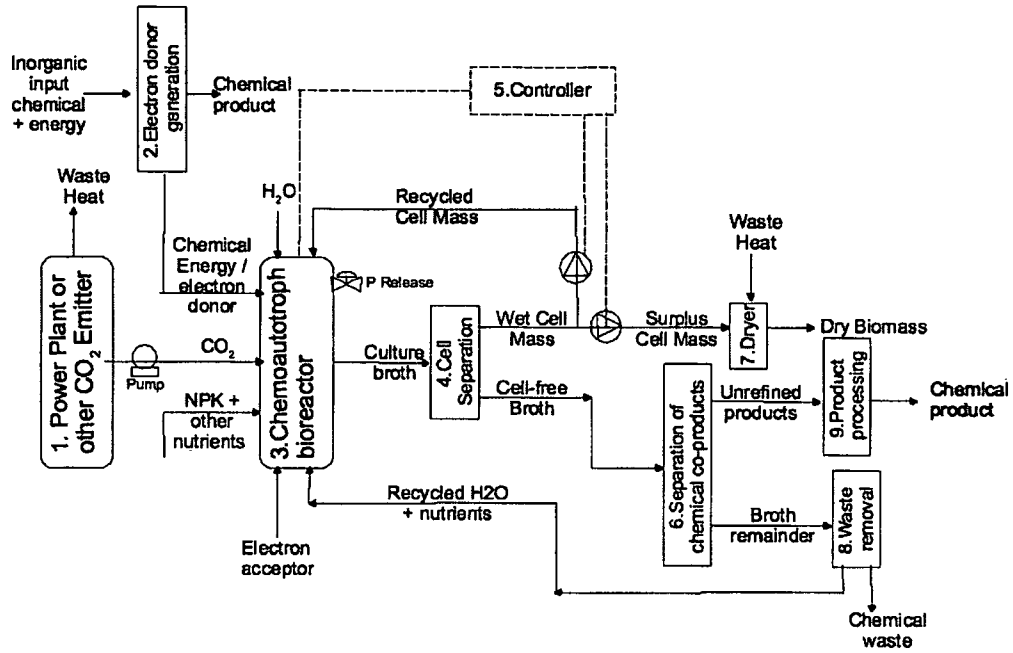 Inorganic
input
chemical
+ energy
2.Electron donor
generation
Chemical
product
5.Controller
Waste
Heat
H2O
Recycled
Cell Mass
Chemical
Energy /
electron
donor
P Release
Waste
Heat
1. Power Plant or
other CO2 Emitter
Pump
CO2
NPK +
other
nutrients
3.Chemoautotroph
bioreactor
Culture
broth
4.Cell
Separation
Wet Cell
Mass
Surplus
Cell Mass
7.Dryer
Dry Biomass
Cell-free
Broth
6.Separation of
chemical co-products
Unrefined
products
9.Product
processing
Chemical
product
Recycled H2O
+ nutrients
Broth
remainder
8.Waste
removal
Electron
acceptor
Chemical
waste